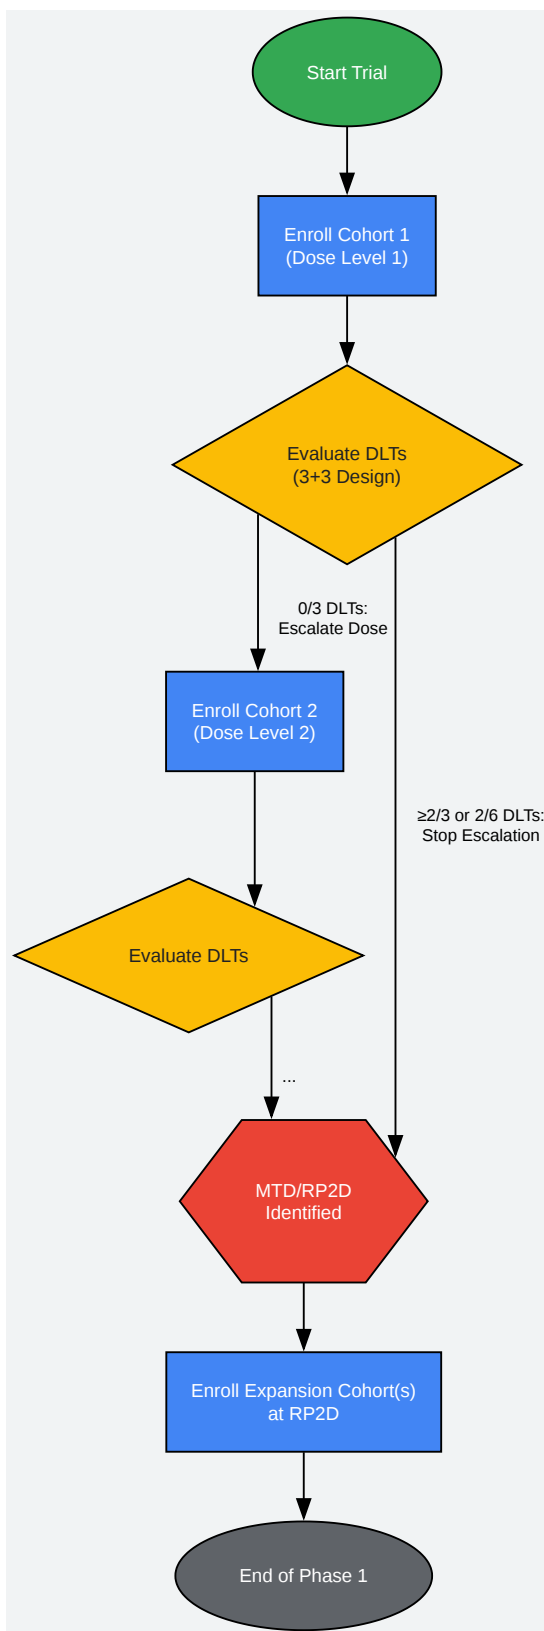 Start Trial
Enroll Cohort 1
(Dose Level 1)
Evaluate DLTs
(3+3 Design)
0/3 DLTs:
Escalate Dose
Enroll Cohort 2
(Dose Level 2)
≥2/3 or 2/6 DLTs:
Stop Escalation
Evaluate DLTs
...
MTD/RP2D
Identified
Enroll Expansion Cohort(s)
at RP2D
End of Phase 1